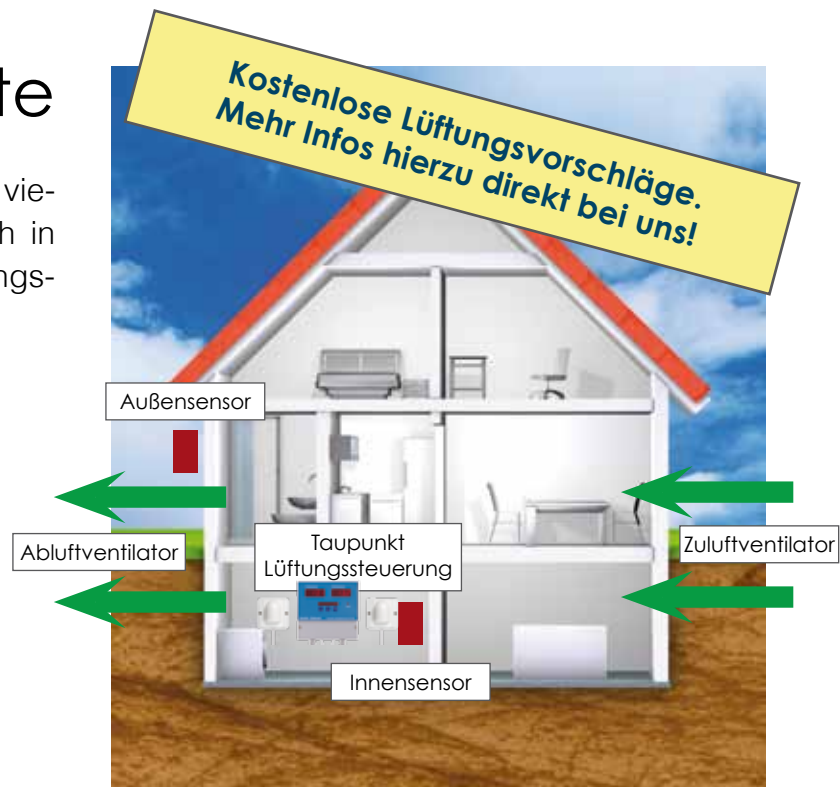 te
vie-
h in
ngs-
Kostenlose Lüftungsvorschläge.
Mehr Infos hierzu direkt bei uns!
Außensensor
Abluftventilator
Taupunkt
Lüftungssteuerung
Zuluftventilator
Innensensor